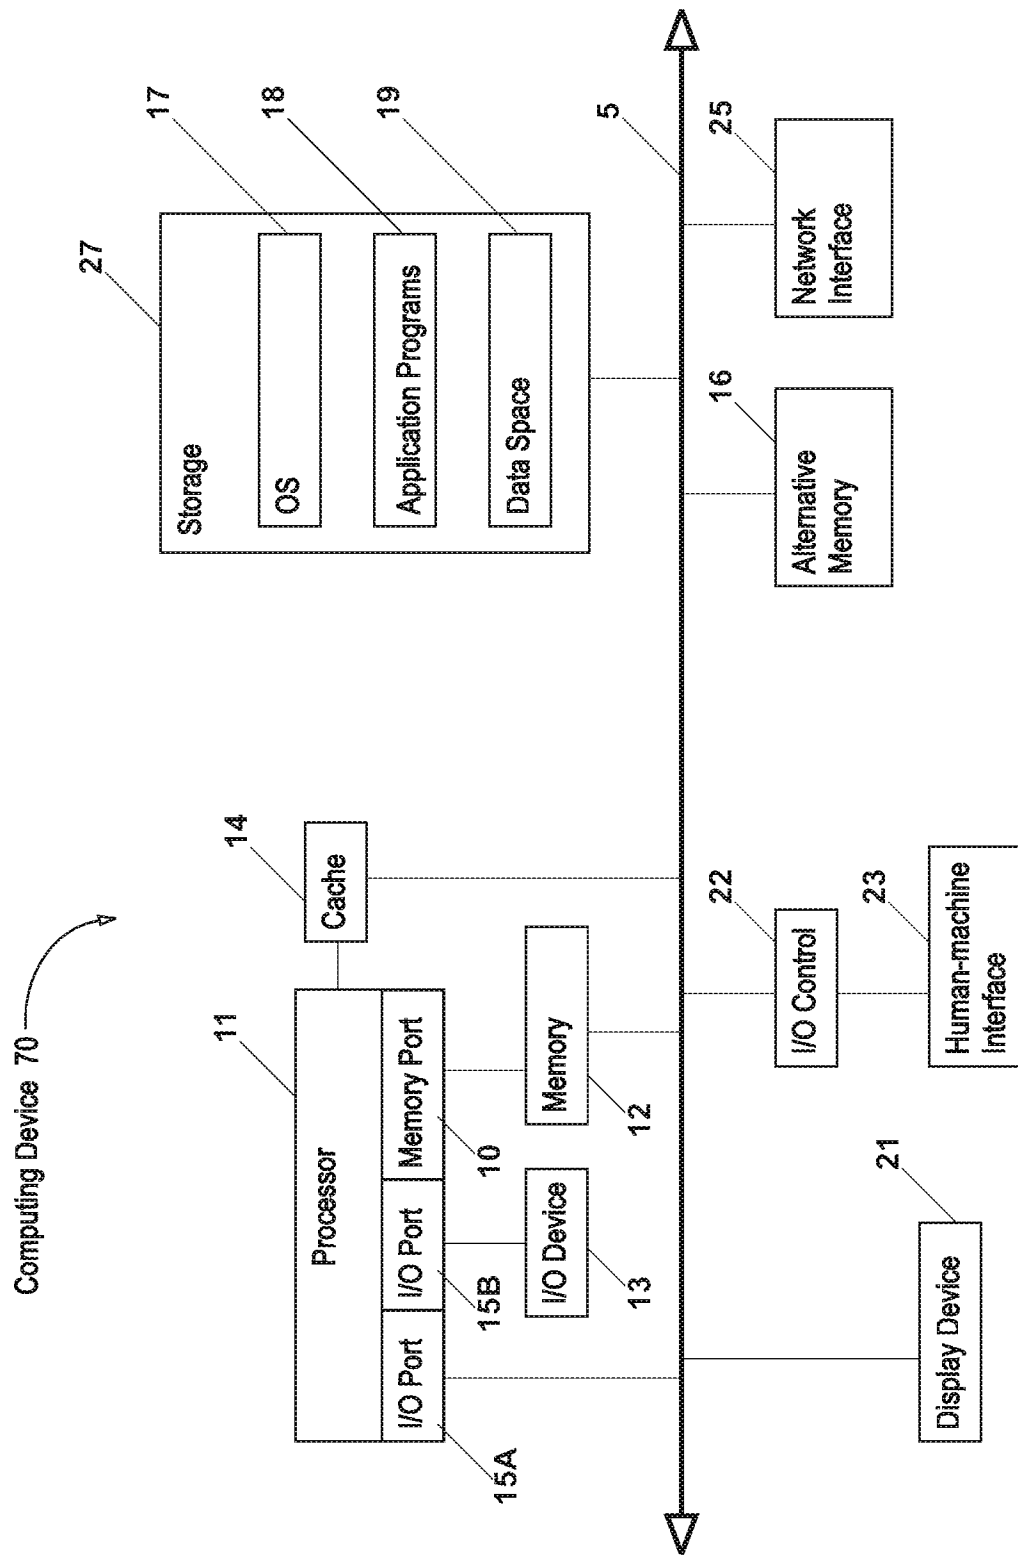 Computing Device 70
11
Processor
I/O Port
I/O Port
Memory Port
15A
15B
10
14
Cache
I/O Device
13
Memory
12
27
Storage
OS
17
Application Programs
18
Data Space
19
5
21
Display Device
22
I/O Control
23
Human-machine
Interface
16
Alternative
Memory
25
Network
Interface